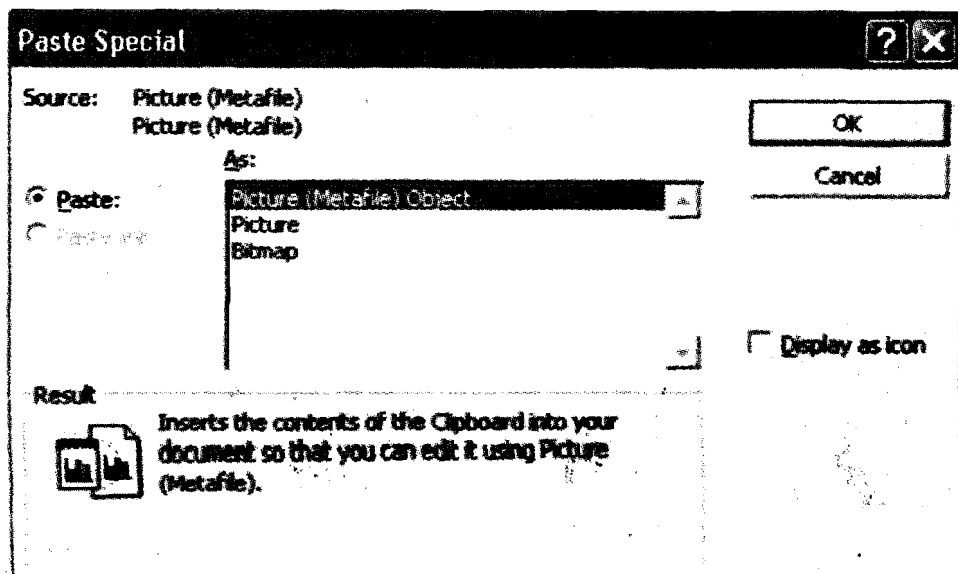 Paste Special
Source: Picture (Metafile)
Picture (Metafile)
As:
OK
Cancel
Paste:
Picture (Metafile) Object
Picture
Bitmap
Display as icon
Result
Inserts the contents of the Clipboard into your
document so that you can edit it using Picture
(Metafile).